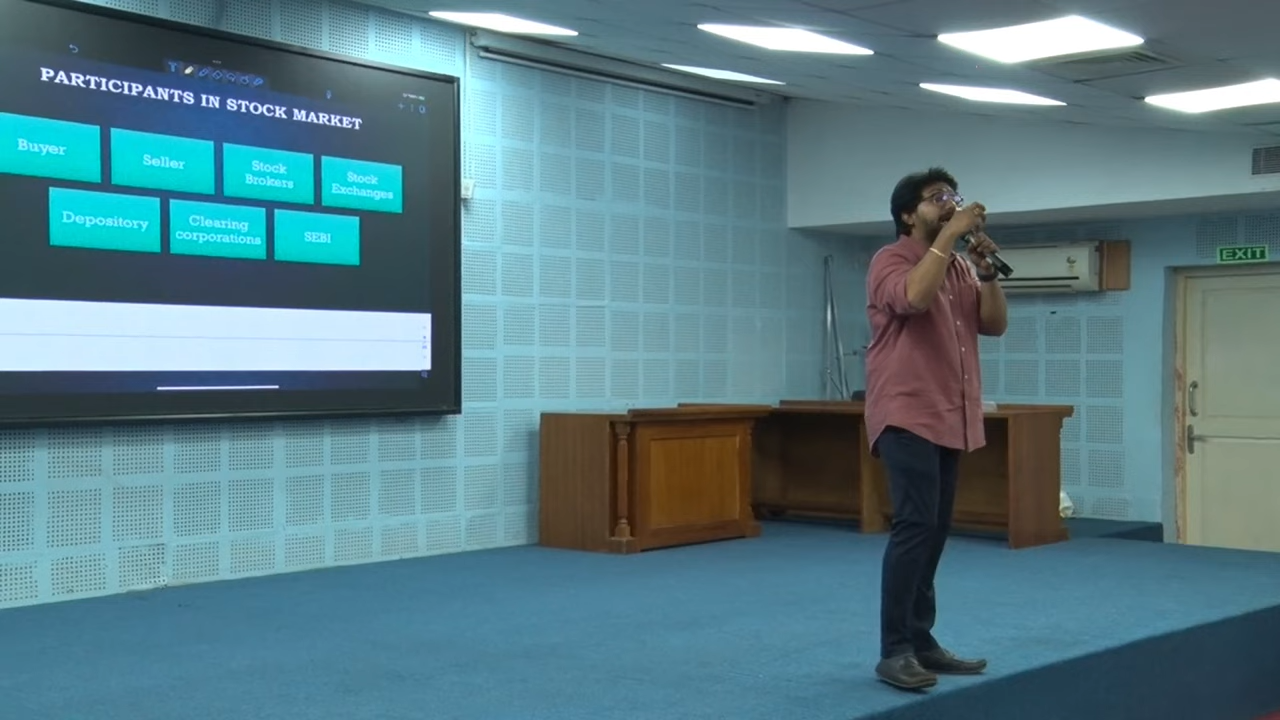 PARTICIPANTS IN STOCK MARKET
Buyer
Seller
Stock
Brokers
Stock
Exchanges
Depository
Clearing
corporations
SEBI
EXIT